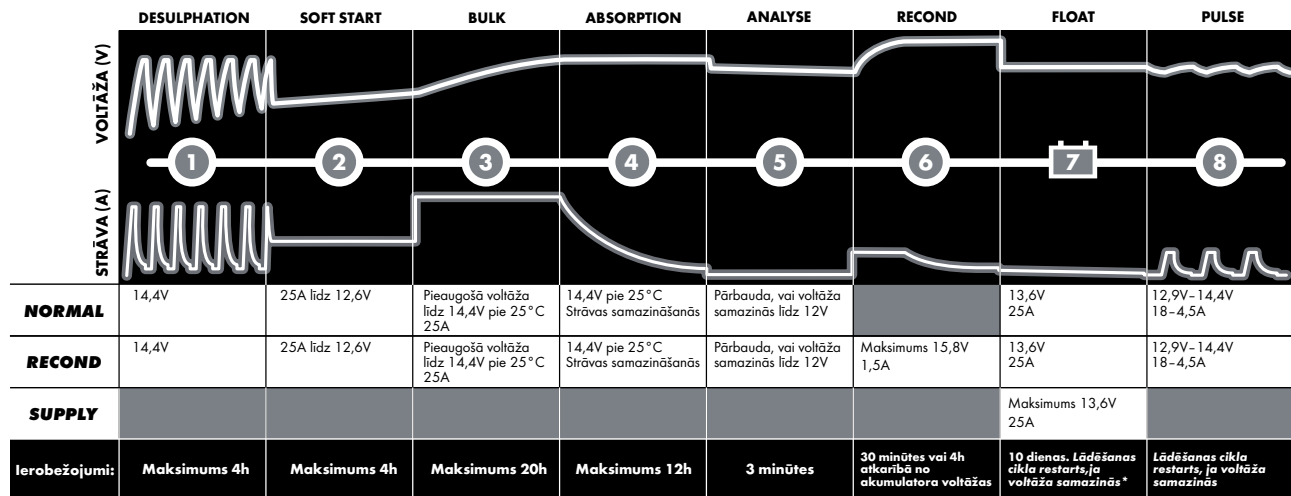 DESULPHATION SOFT START BULK ABSORPTION ANALYSE RECOND FLOAT PULSE
VOLTĀŽA (V)
1 2 3 4 5 6 7 8
STRĀVA (A)
NORMAL
14,4V
25A līdz 12,6V
Pieaugošā voltāža
līdz 14,4V pie 25°C
25A
14,4V pie 25°C
Strāvas samazināšanās
Pārbauda, vai voltāža
samazinās līdz 12V
13,6V
25A
12,9V–14,4V
18–4,5A
RECOND
14,4V
25A līdz 12,6V
Pieaugošā voltāža
līdz 14,4V pie 25°C
25A
14,4V pie 25°C
Strāvas samazināšanās
Pārbauda, vai voltāža
samazinās līdz 12V
Maksimums 15,8V
1,5A
13,6V
25A
12,9V–14,4V
18–4,5A
SUPPLY
Maksimums 13,6V
25A
Ierobežojumi:
Maksimums 4h
Maksimums 4h
Maksimums 20h
Maksimums 12h
3 minūtes
30 minūtes vai 4h
atkarībā no
akumulatora voltāžas
10 dienas. Lādēšanas
cikla restarts,ja
voltāža samazinās*
Lādēšanas cikla
restarts, ja voltāža
samazinās